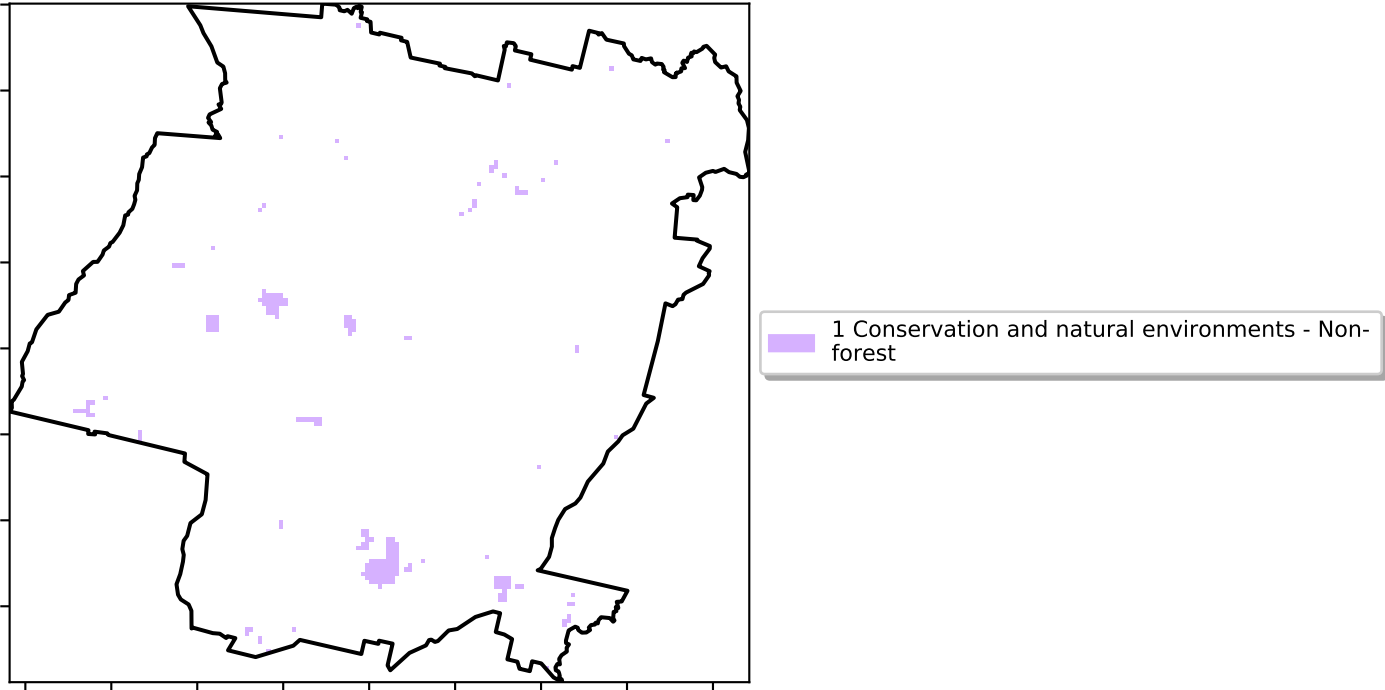 1 Conservation and natural environments - Non-
forest